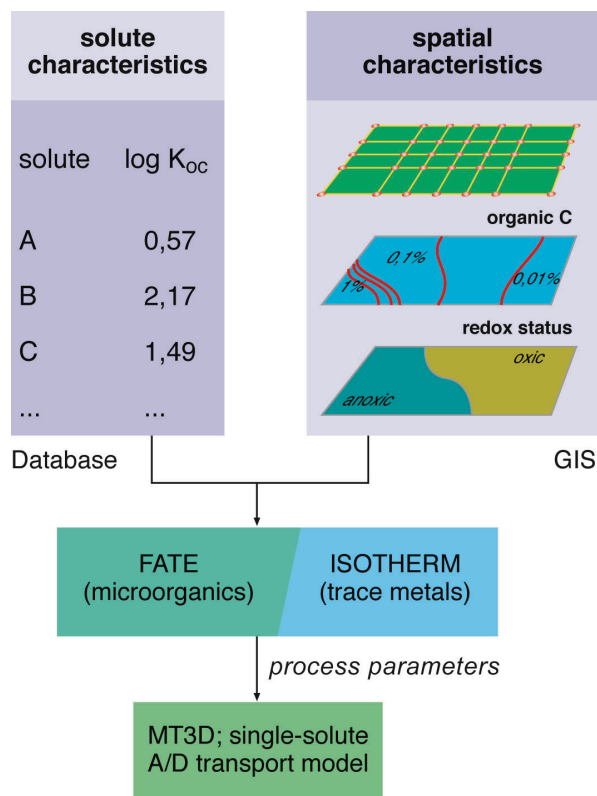 solute
characteristics
solute log Koc
A 0,57
B 2,17
C 1,49
... ...
Database
spatial
characteristics
organic C
0,1%
1%
0,01%
redox status
oxic
anoxic
GIS
FATE
(microorganics)
ISOTHERM
(trace metals)
process parameters
MT3D; single-solute
A/D transport model